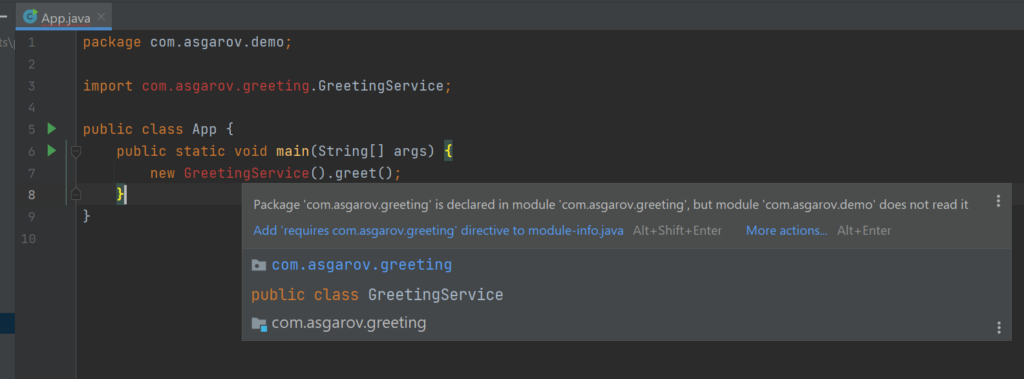 App.java
ts\p
1 package com.asgarov.demo;
2
3 import com.asgarov.greeting.GreetingService;
4
5 public class App {
6 public static void main(String[] args) {
7 new GreetingService().greet();
8 }
9 }
10
Package 'com.asgarov.greeting' is declared in module 'com.asgarov.greeting', but module 'com.asgarov.demo' does not read it
Add 'requires com.asgarov.greeting' directive to module-info.java Alt+Shift+Enter More actions... Alt+Enter
com.asgarov.greeting
public class GreetingService
com.asgarov.greeting